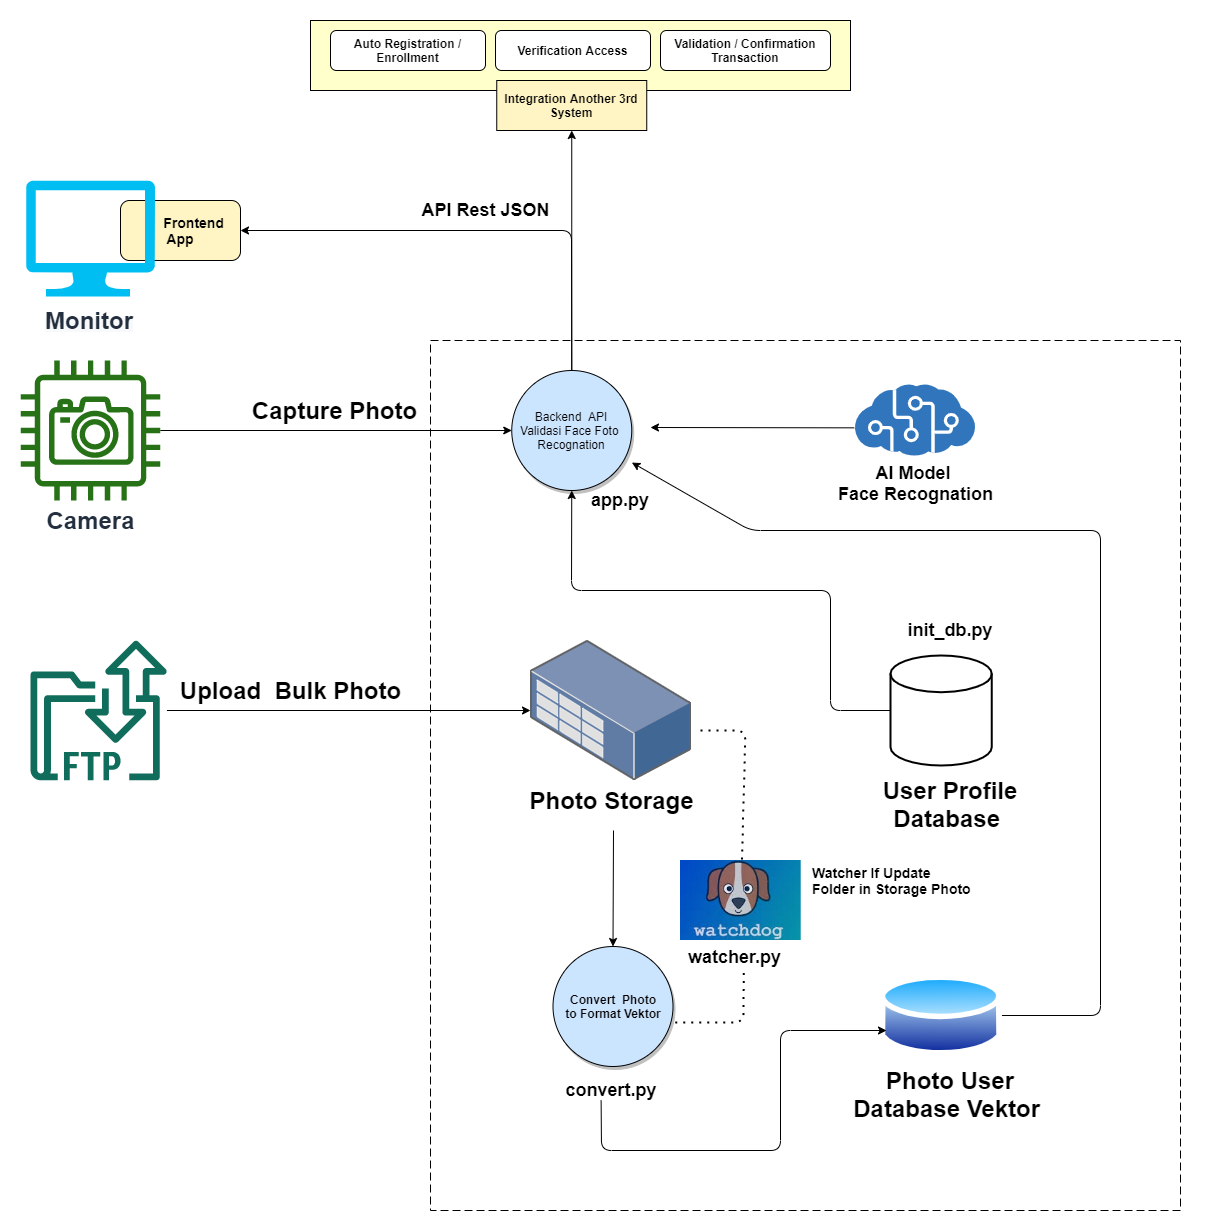 Auto Registration /
Enrollment
Verification Access
Validation / Confirmation
Transaction
Integration Another 3rd
System
API Rest JSON
Frontend
App
Monitor
Capture Photo
Backend API
Validasi Face Foto
Recognation
app.py
AI Model
Face Recognation
Camera
init_db.py
Upload Bulk Photo
FTP
User Profile
Database
Photo Storage
Watcher If Update
Folder in Storage Photo
watchdog
watcher.py
Convert Photo
to Format Vektor
convert.py
Photo User
Database Vektor